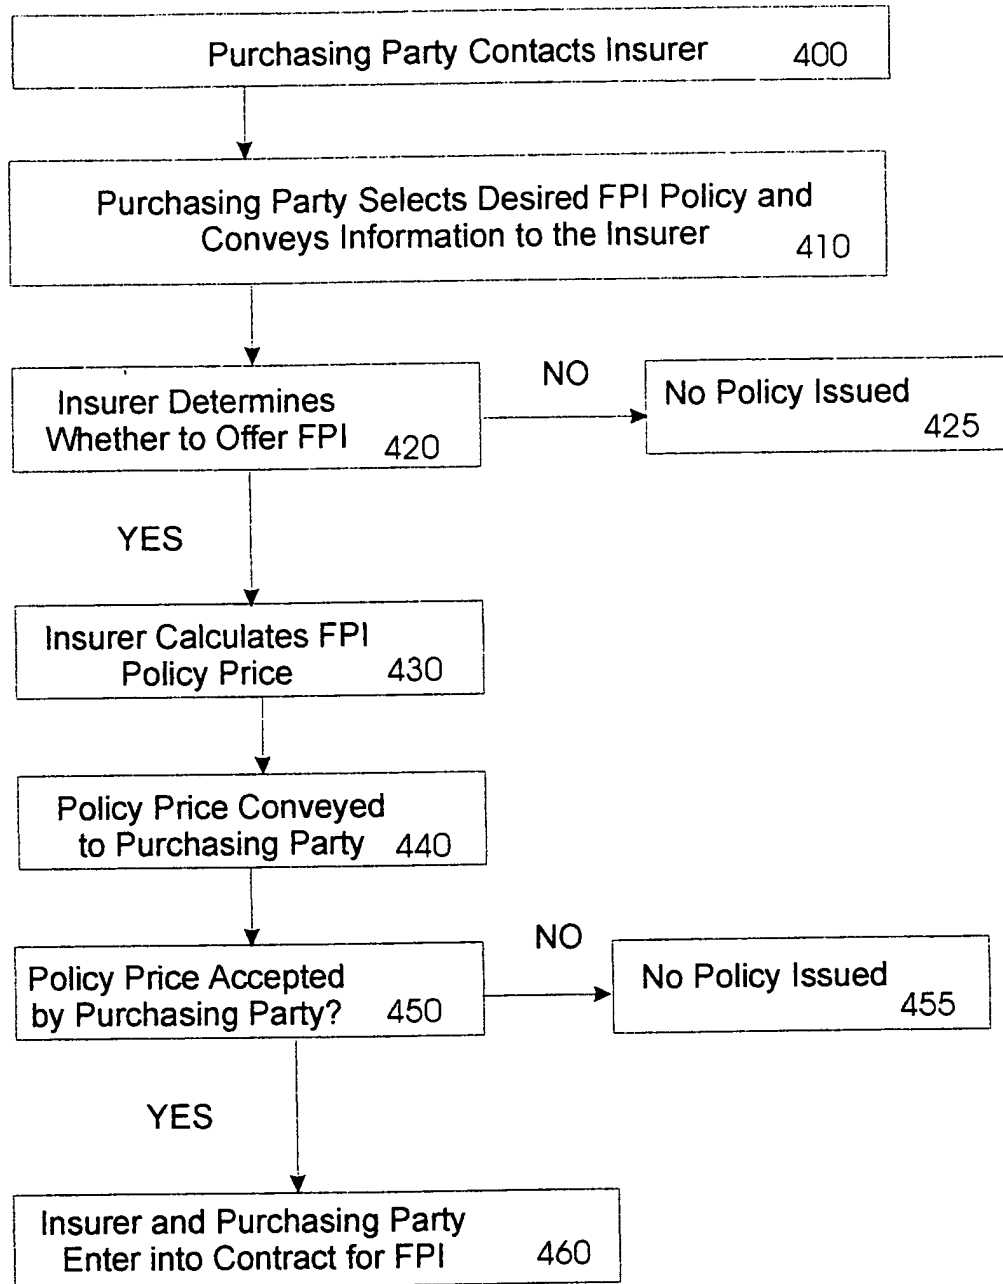 Purchasing Party Contacts Insurer 400
Purchasing Party Selects Desired FPI Policy and
Conveys Information to the Insurer 410
Insurer Determines
Whether to Offer FPI 420
NO
No Policy Issued
425
YES
Insurer Calculates FPI
Policy Price 430
Policy Price Conveyed
to Purchasing Party 440
Policy Price Accepted
by Purchasing Party? 450
NO
No Policy Issued
455
YES
Insurer and Purchasing Party
Enter into Contract for FPI 460